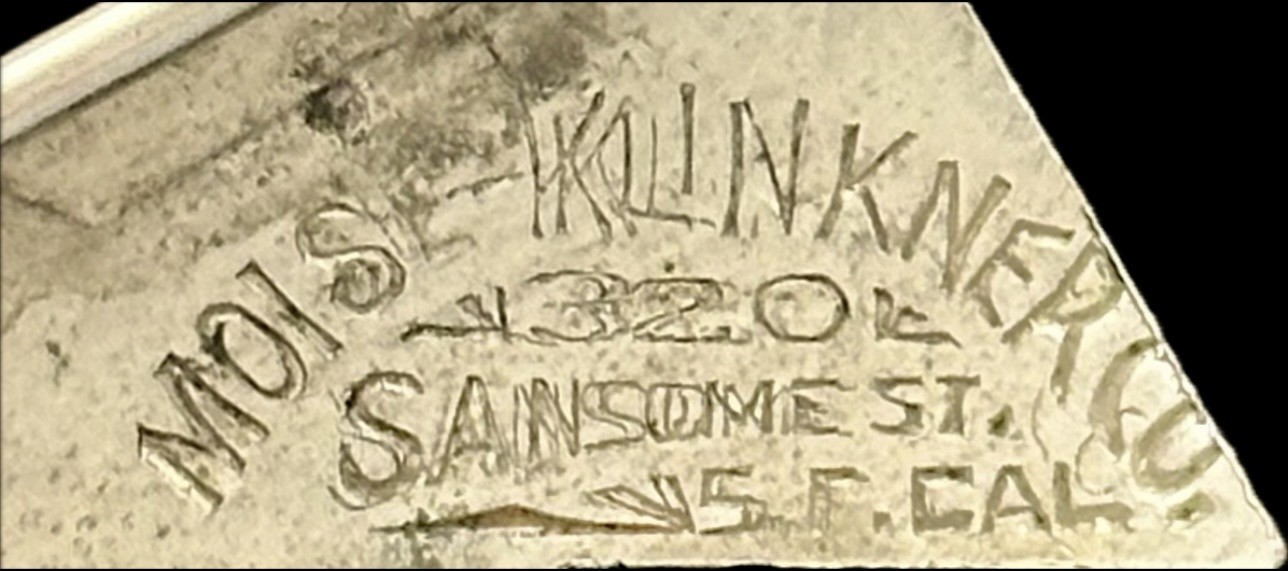 MOISE-KLINKNER CO
320
SANSOME ST.
S.F. CAL